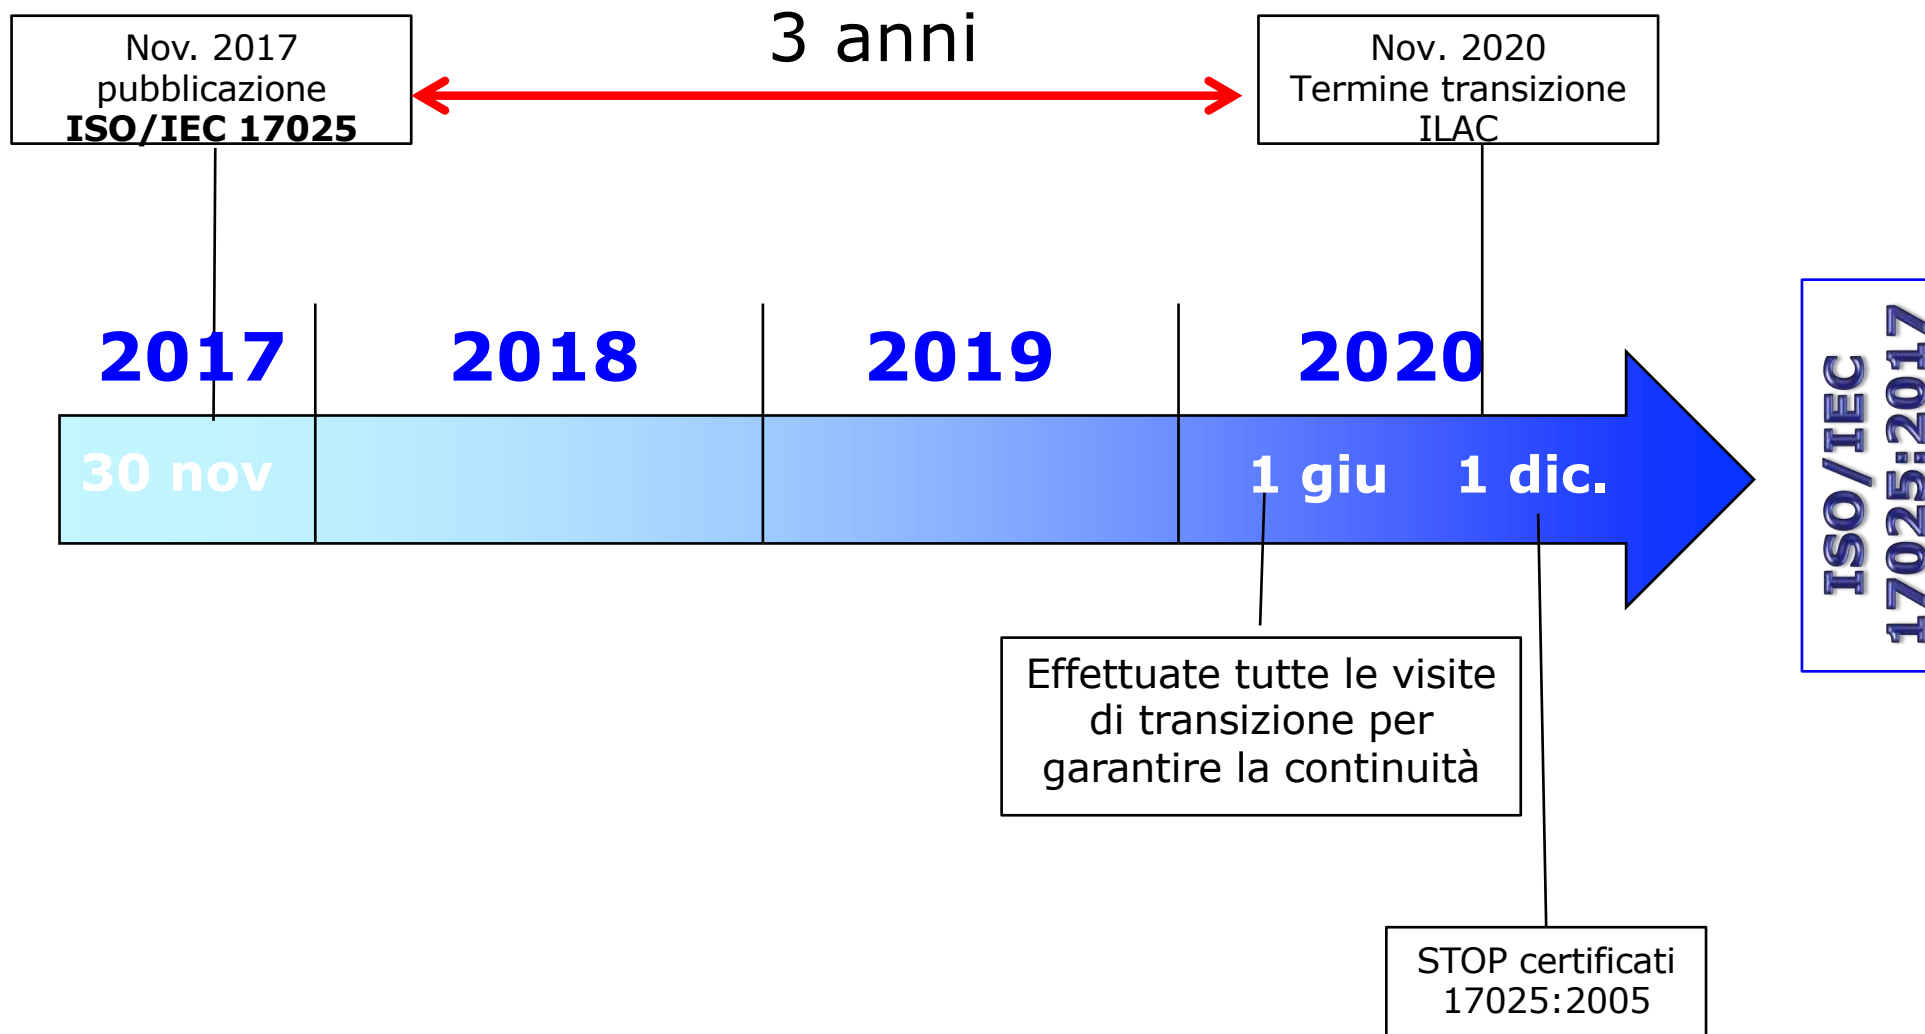 Nov. 2017
pubblicazione
ISO/IEC 17025
3 anni
Nov. 2020
Termine transizione
ILAC
2017
2018
2019
2020
30 nov
1 giu
1 dic.
ISO/IEC
17025:2017
Effettuate tutte le visite
di transizione per
garantire la continuità
STOP certificati
17025:2005